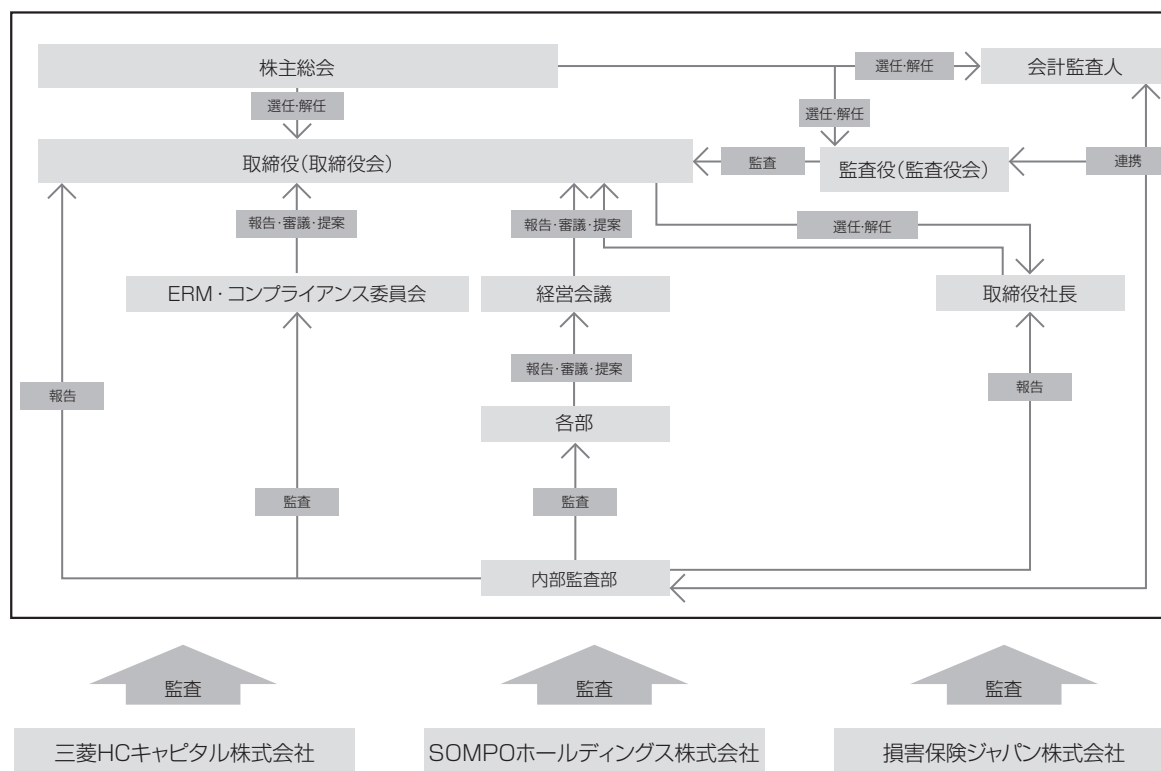 株主総会
選任・解任
会計監査人
選任・解任
選任・解任
取締役(取締役会)
監査
監査役(監査役会)
連携
報告・審議・提案
報告・審議・提案
選任・解任
ERM・コンプライアンス委員会
経営会議
取締役社長
報告・審議・提案
報告
報告
各部
監査
監査
内部監査部
監査
監査
監査
三菱HCキャピタル株式会社
SOMPOホールディングス株式会社
損害保険ジャパン株式会社